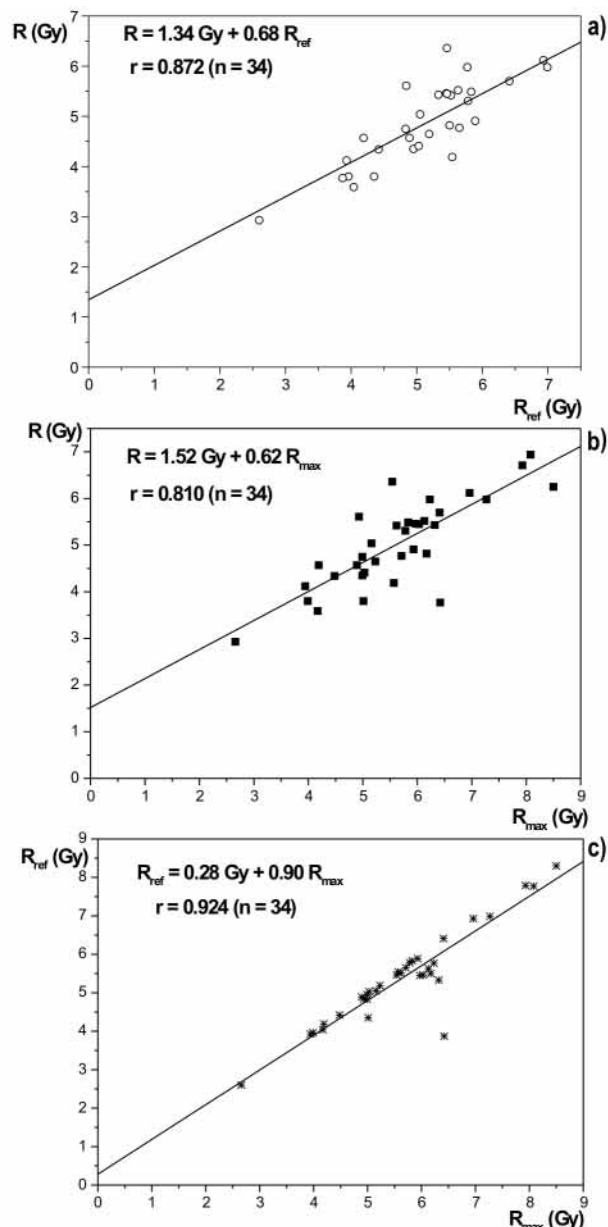 R (Gy)
a)
R = 1.34 Gy + 0.68 R_ref
r = 0.872 (n = 34)
7
6
5
4
3
2
1
0
0 1 2 3 4 5 6 7
R_ref (Gy)
R (Gy)
b)
R = 1.52 Gy + 0.62 R_max
r = 0.810 (n = 34)
7
6
5
4
3
2
1
0
0 1 2 3 4 5 6 7 8 9
R_max (Gy)
R_ref (Gy)
c)
R_ref = 0.28 Gy + 0.90 R_max
r = 0.924 (n = 34)
9
8
7
6
5
4
3
2
1
0
0 1 2 3 4 5 6 7 8 9
R_max (Gy)